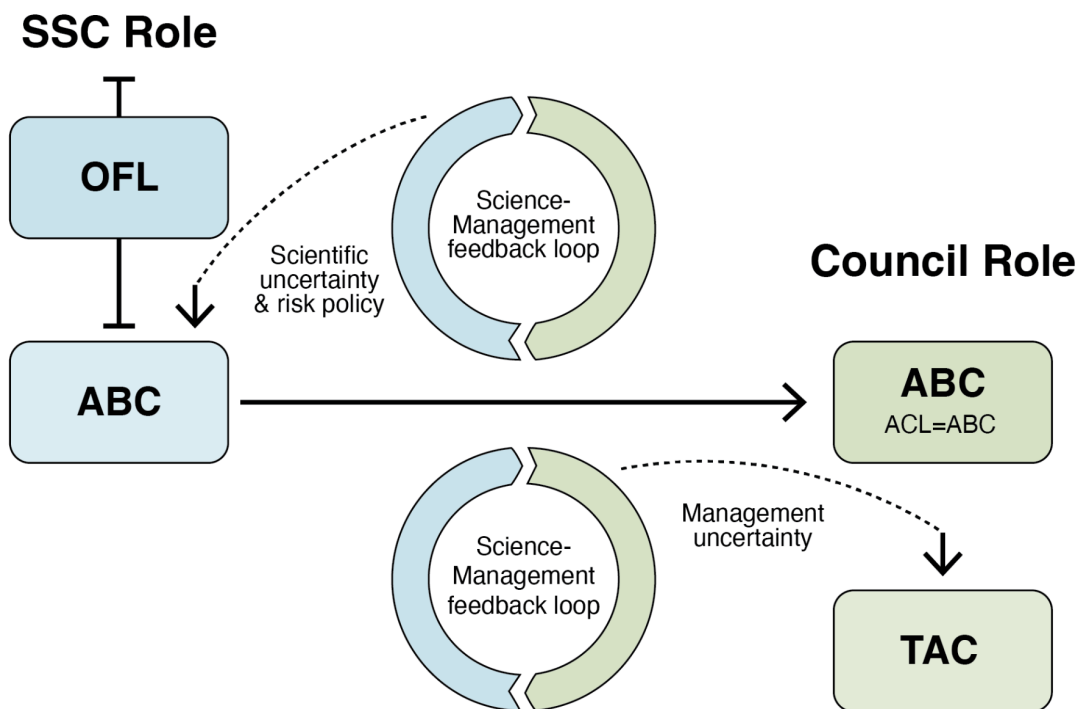 SSC Role
OFL
Scientific
uncertainty
& risk policy
ABC
Science-
Management
feedback loop
Council Role
ABC
ACL=ABC
Science-
Management
feedback loop
Management
uncertainty
TAC